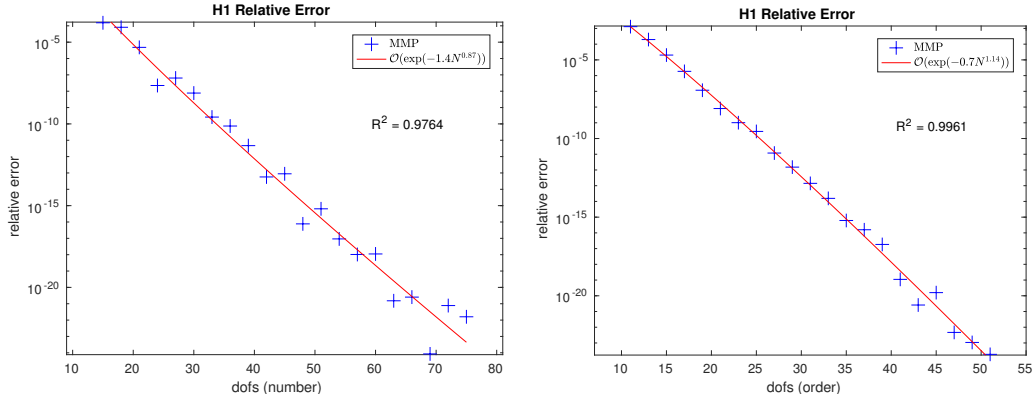 H1 Relative Error
MMP
O(exp(−1.4N^0.87))
R^2 = 0.9764
relative error
10^-5
10^-10
10^-15
10^-20
10 20 30 40 50 60 70 80
dofs (number)
H1 Relative Error
MMP
O(exp(−0.7N^1.14))
R^2 = 0.9961
relative error
10^-5
10^-10
10^-15
10^-20
10 15 20 25 30 35 40 45 50 55
dofs (order)